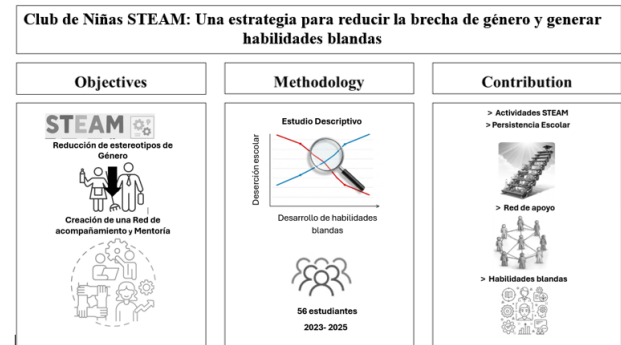 Club de Niñas STEAM: Una estrategia para reducir la brecha de género y generar
habilidades blandas
Objectives
STEAM
Reducción de estereotipos de
Género
Creación de una Red de
acompañamiento y Mentoría
Methodology
Estudio Descriptivo
Deserción escolar
Desarrollo de habilidades
blandas
56 estudiantes
2023- 2025
Contribution
> Actividades STEAM
> Persistencia Escolar
> Red de apoyo
> Habilidades blandas